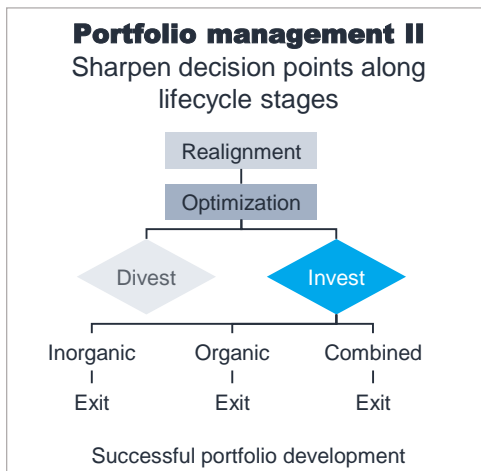 Portfolio management II
Sharpen decision points along
lifecycle stages
Realignment
Optimization
Divest
Invest
Inorganic
Organic
Combined
Exit
Exit
Exit
Successful portfolio development